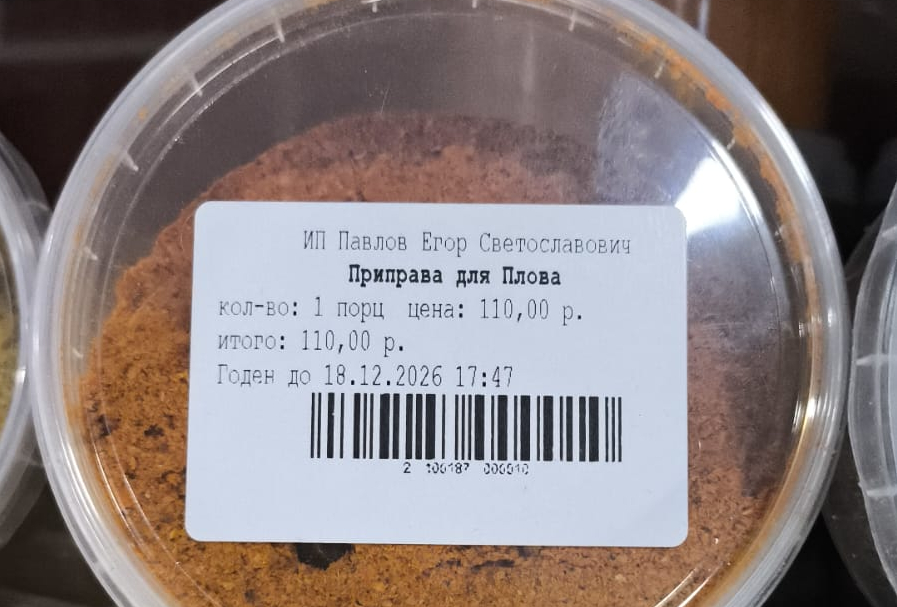 ИП Павлов Егор Светославович
Приправа для Плова
кол-во: 1 порц цена: 110,00 р.
итого: 110,00 р.
Годен до 18.12.2026 17:47
2 100187 000010